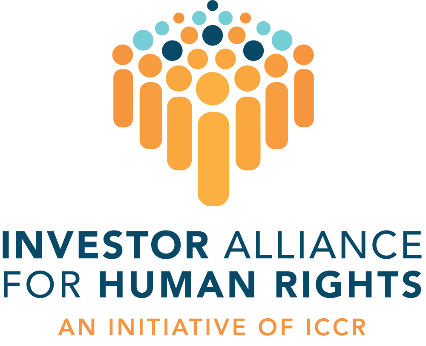 INVESTOR ALLIANCE
FOR HUMAN RIGHTS
AN INITIATIVE OF ICCR